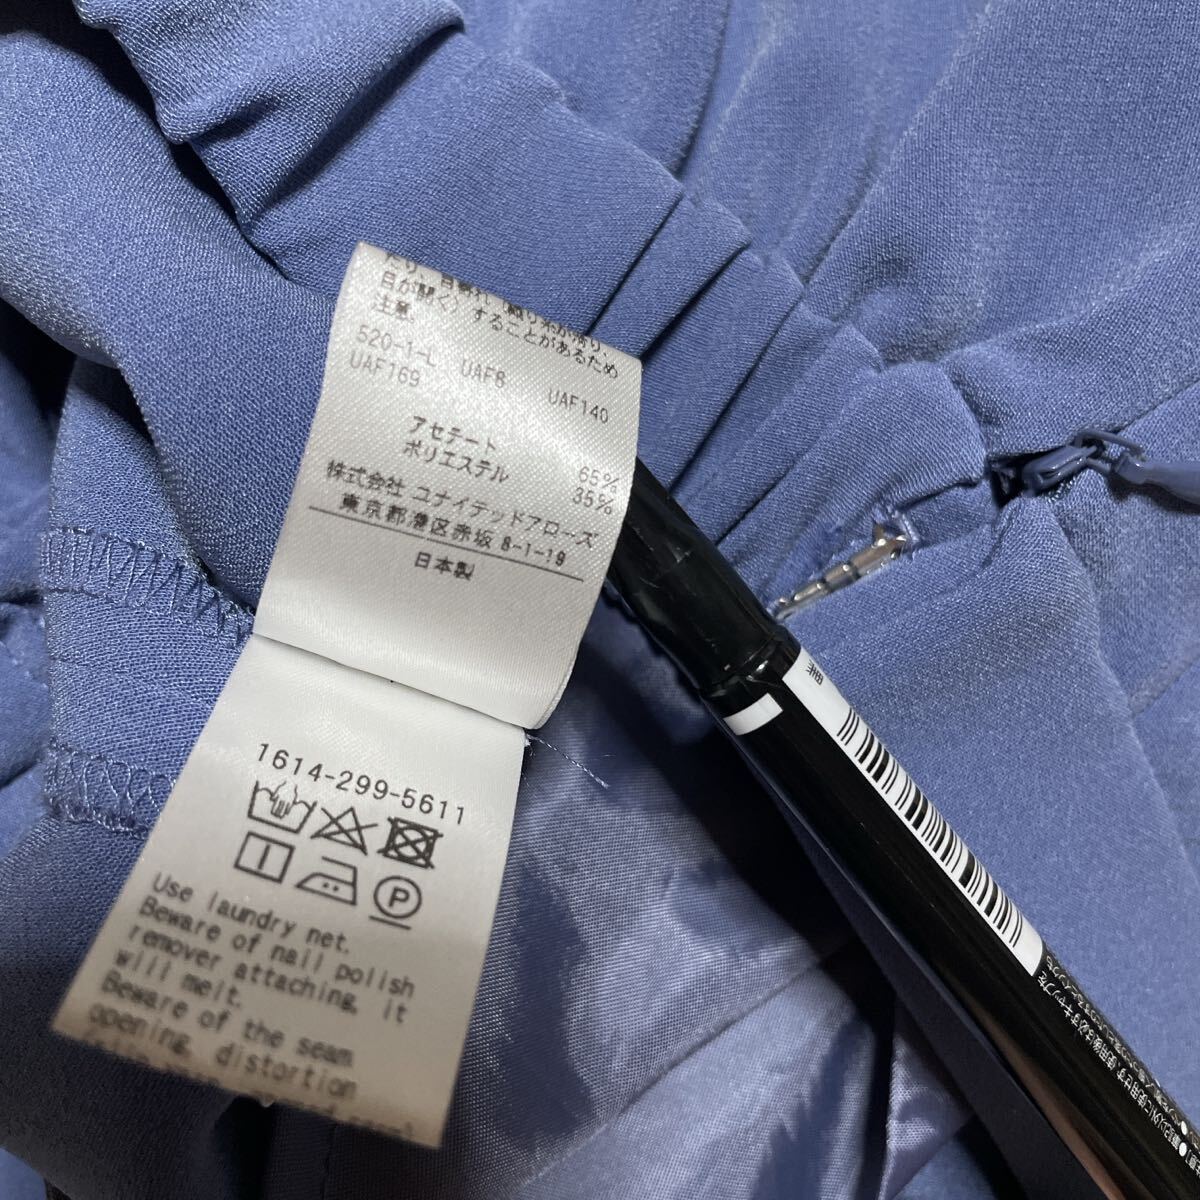 たり、目寄れ（縫い糸が滑り、
目が開く）することがあるため
注意
520-1-L UAF8 UAF140
UAF169
アセテート 65%
ポリエステル 35%
株式会社 ユナイテッドアローズ
東京都港区赤坂 8-1-19
日本製
1614-299-5611
P
Use laundry net.
Beware of nail polish
remover attaching, it
will melt.
Beware of the seam
opening, distortion
細